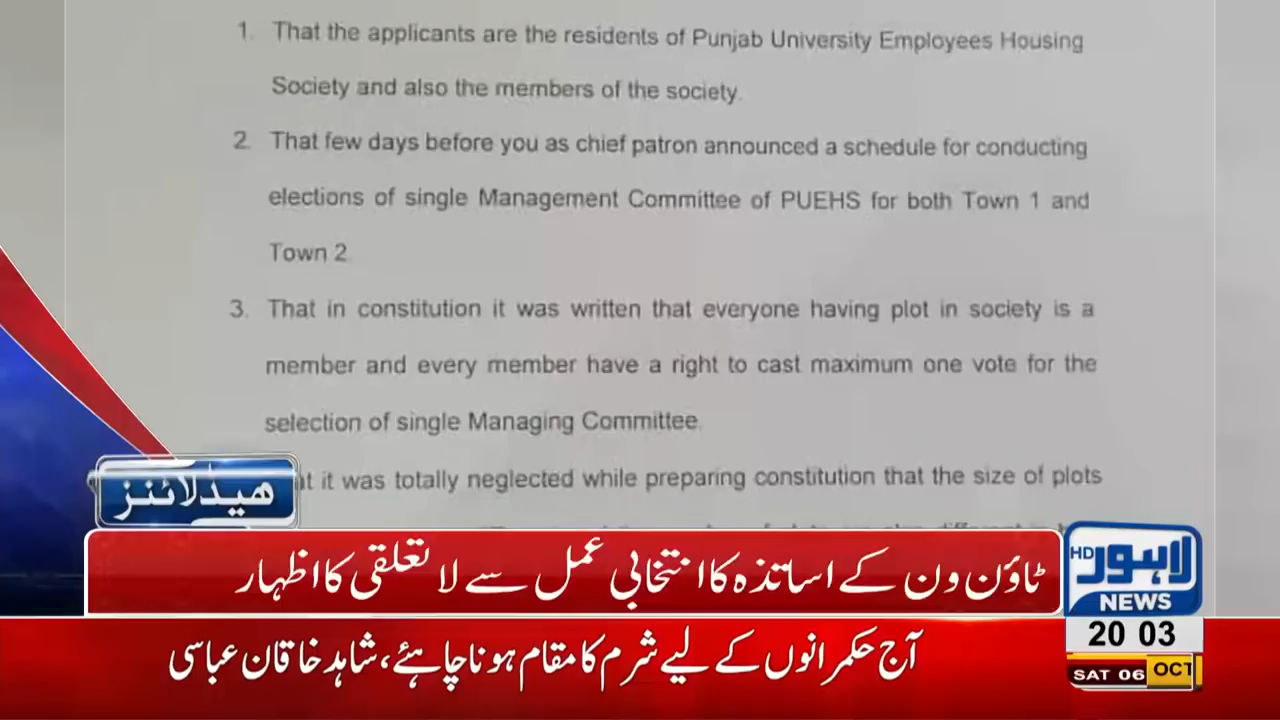 1. That the applicants are the residents of Punjab University Employees Housing
Society and also the members of the society.
2. That few days before you as chief patron announced a schedule for conducting
elections of single Management Committee of PUEHS for both Town 1 and
Town 2.
3. That in constitution it was written that everyone having plot in society is a
member and every member have a right to cast maximum one vote for the
selection of single Managing Committee.
it was totally neglected while preparing constitution that the size of plots
ھیڈلائنز
ٹاؤن ون کے اساتذہ کا انتخابی عمل سے لاتعلقی کا اظہار
HD
لاہور
NEWS
آج حکمرانوں کے لیے شرم کا مقام ہونا چاہئے، شاہد خاقان عباسی
20 03
SAT 06 OCT